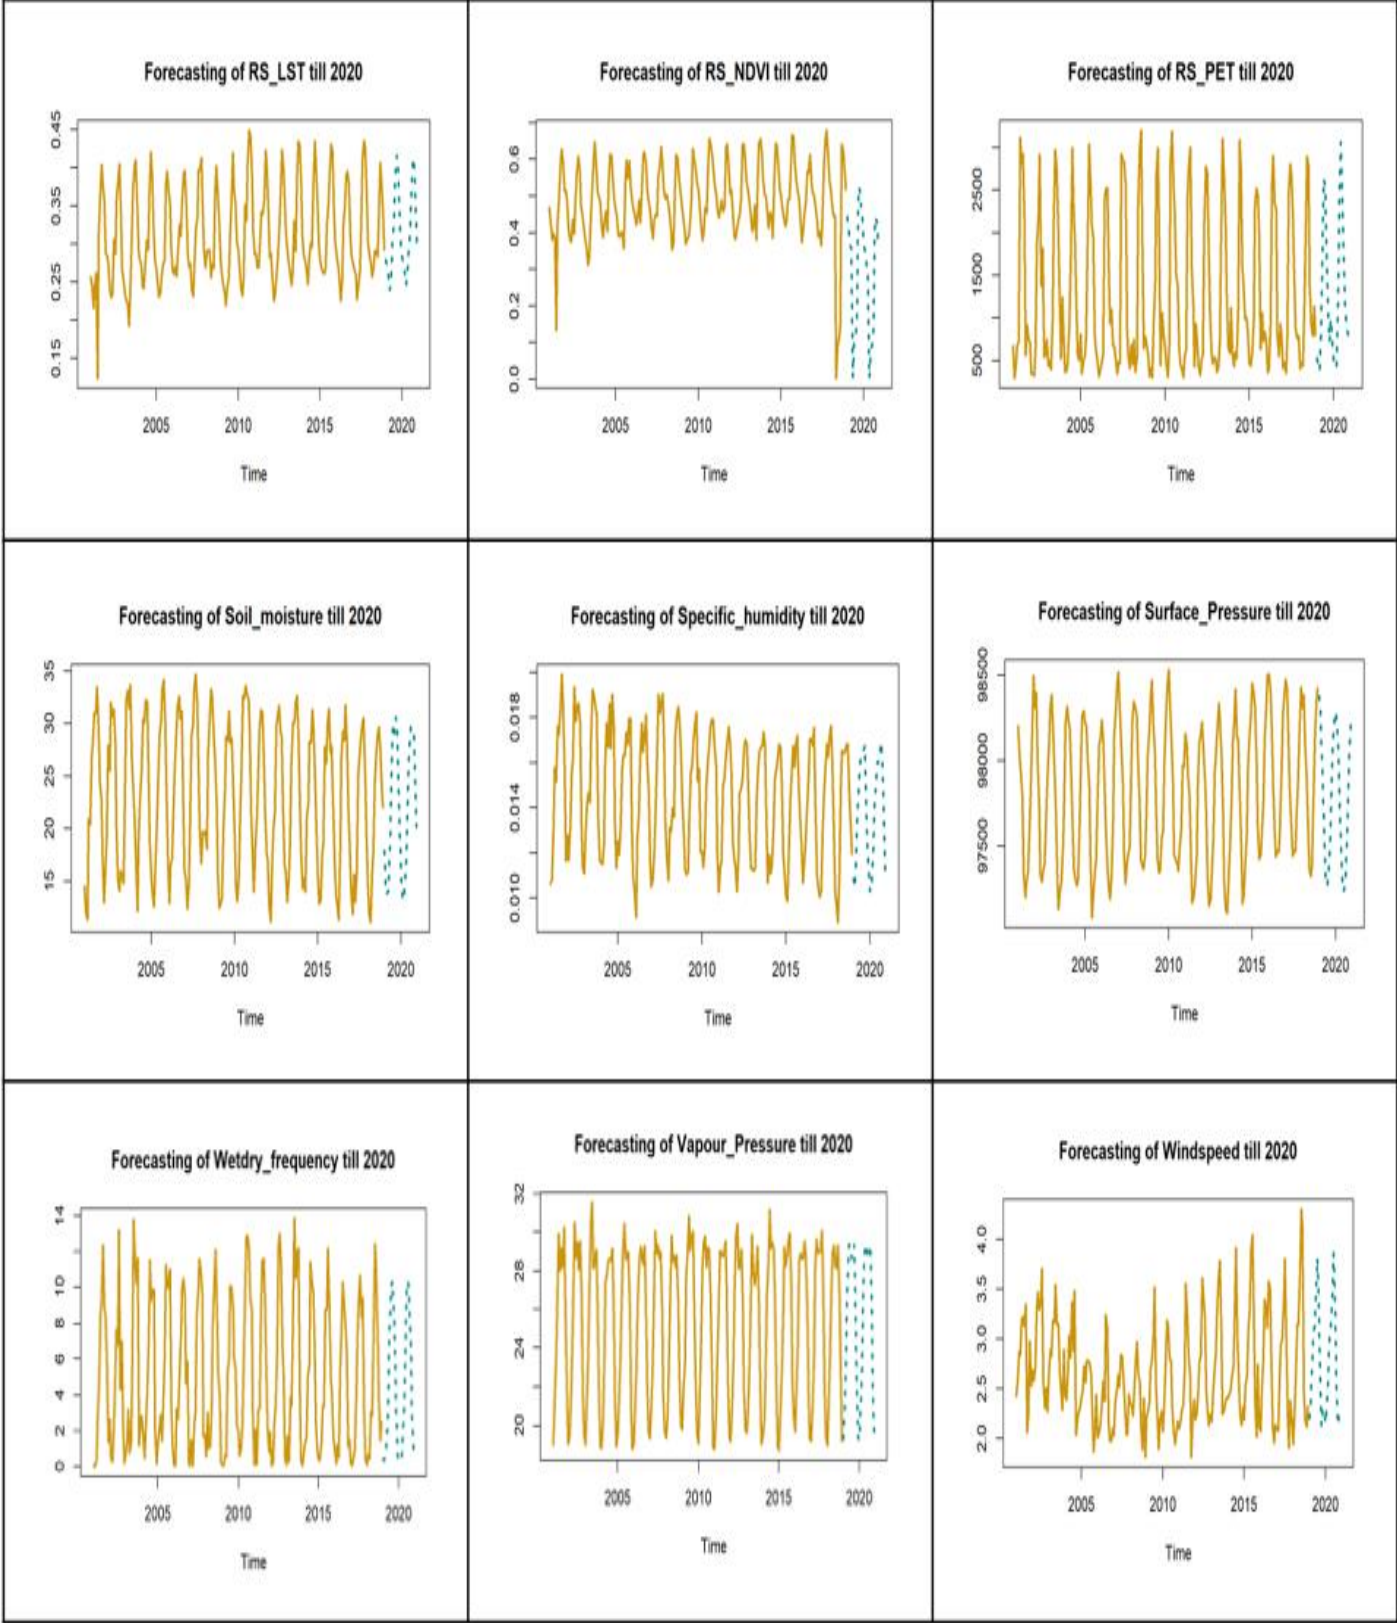 Forecasting of RS_LST till 2020
0.45
0.35
0.25
0.15
2005 2010 2015 2020
Time
Forecasting of RS_NDVI till 2020
0.6
0.4
0.2
0.0
2005 2010 2015 2020
Time
Forecasting of RS_PET till 2020
2500
1500
500
2005 2010 2015 2020
Time
Forecasting of Soil_moisture till 2020
35
30
25
20
15
2005 2010 2015 2020
Time
Forecasting of Specific_humidity till 2020
0.018
0.014
0.010
2005 2010 2015 2020
Time
Forecasting of Surface_Pressure till 2020
98500
98000
97500
2005 2010 2015 2020
Time
Forecasting of Wetdry_frequency till 2020
14
10
8
6
4
2
0
2005 2010 2015 2020
Time
Forecasting of Vapour_Pressure till 2020
32
28
24
20
2005 2010 2015 2020
Time
Forecasting of Windspeed till 2020
4.0
3.5
3.0
2.5
2.0
2005 2010 2015 2020
Time